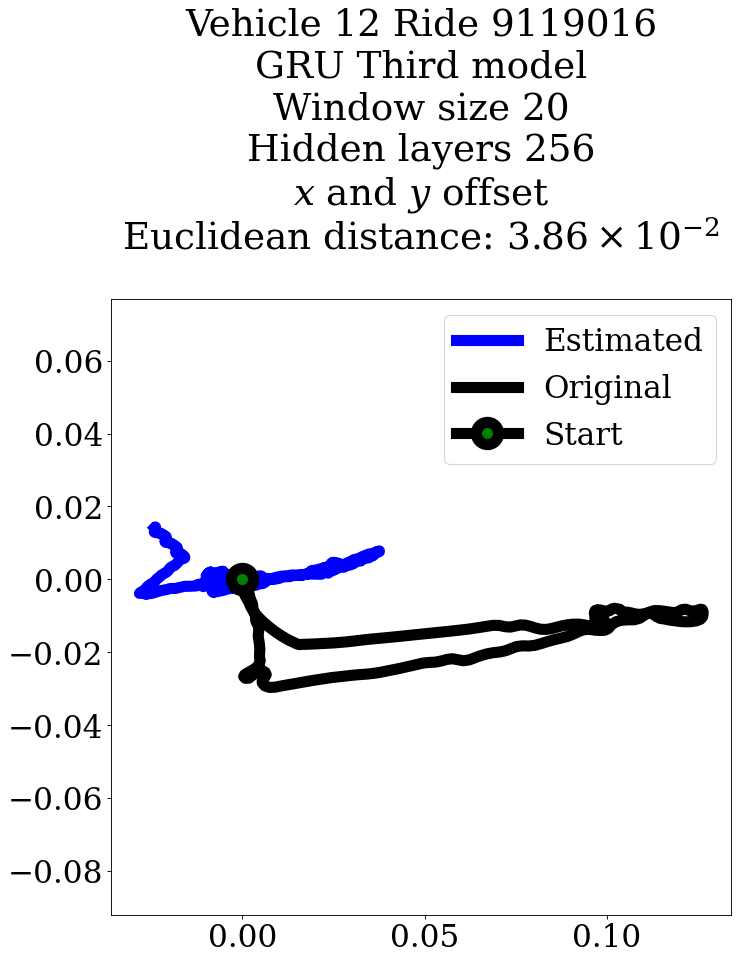 Vehicle 12 Ride 9119016
GRU Third model
Window size 20
Hidden layers 256
x and y offset
Euclidean distance: 3.86 × 10⁻²
Estimated
Original
Start
0.06
0.04
0.02
0.00
−0.02
−0.04
−0.06
−0.08
0.00 0.05 0.10